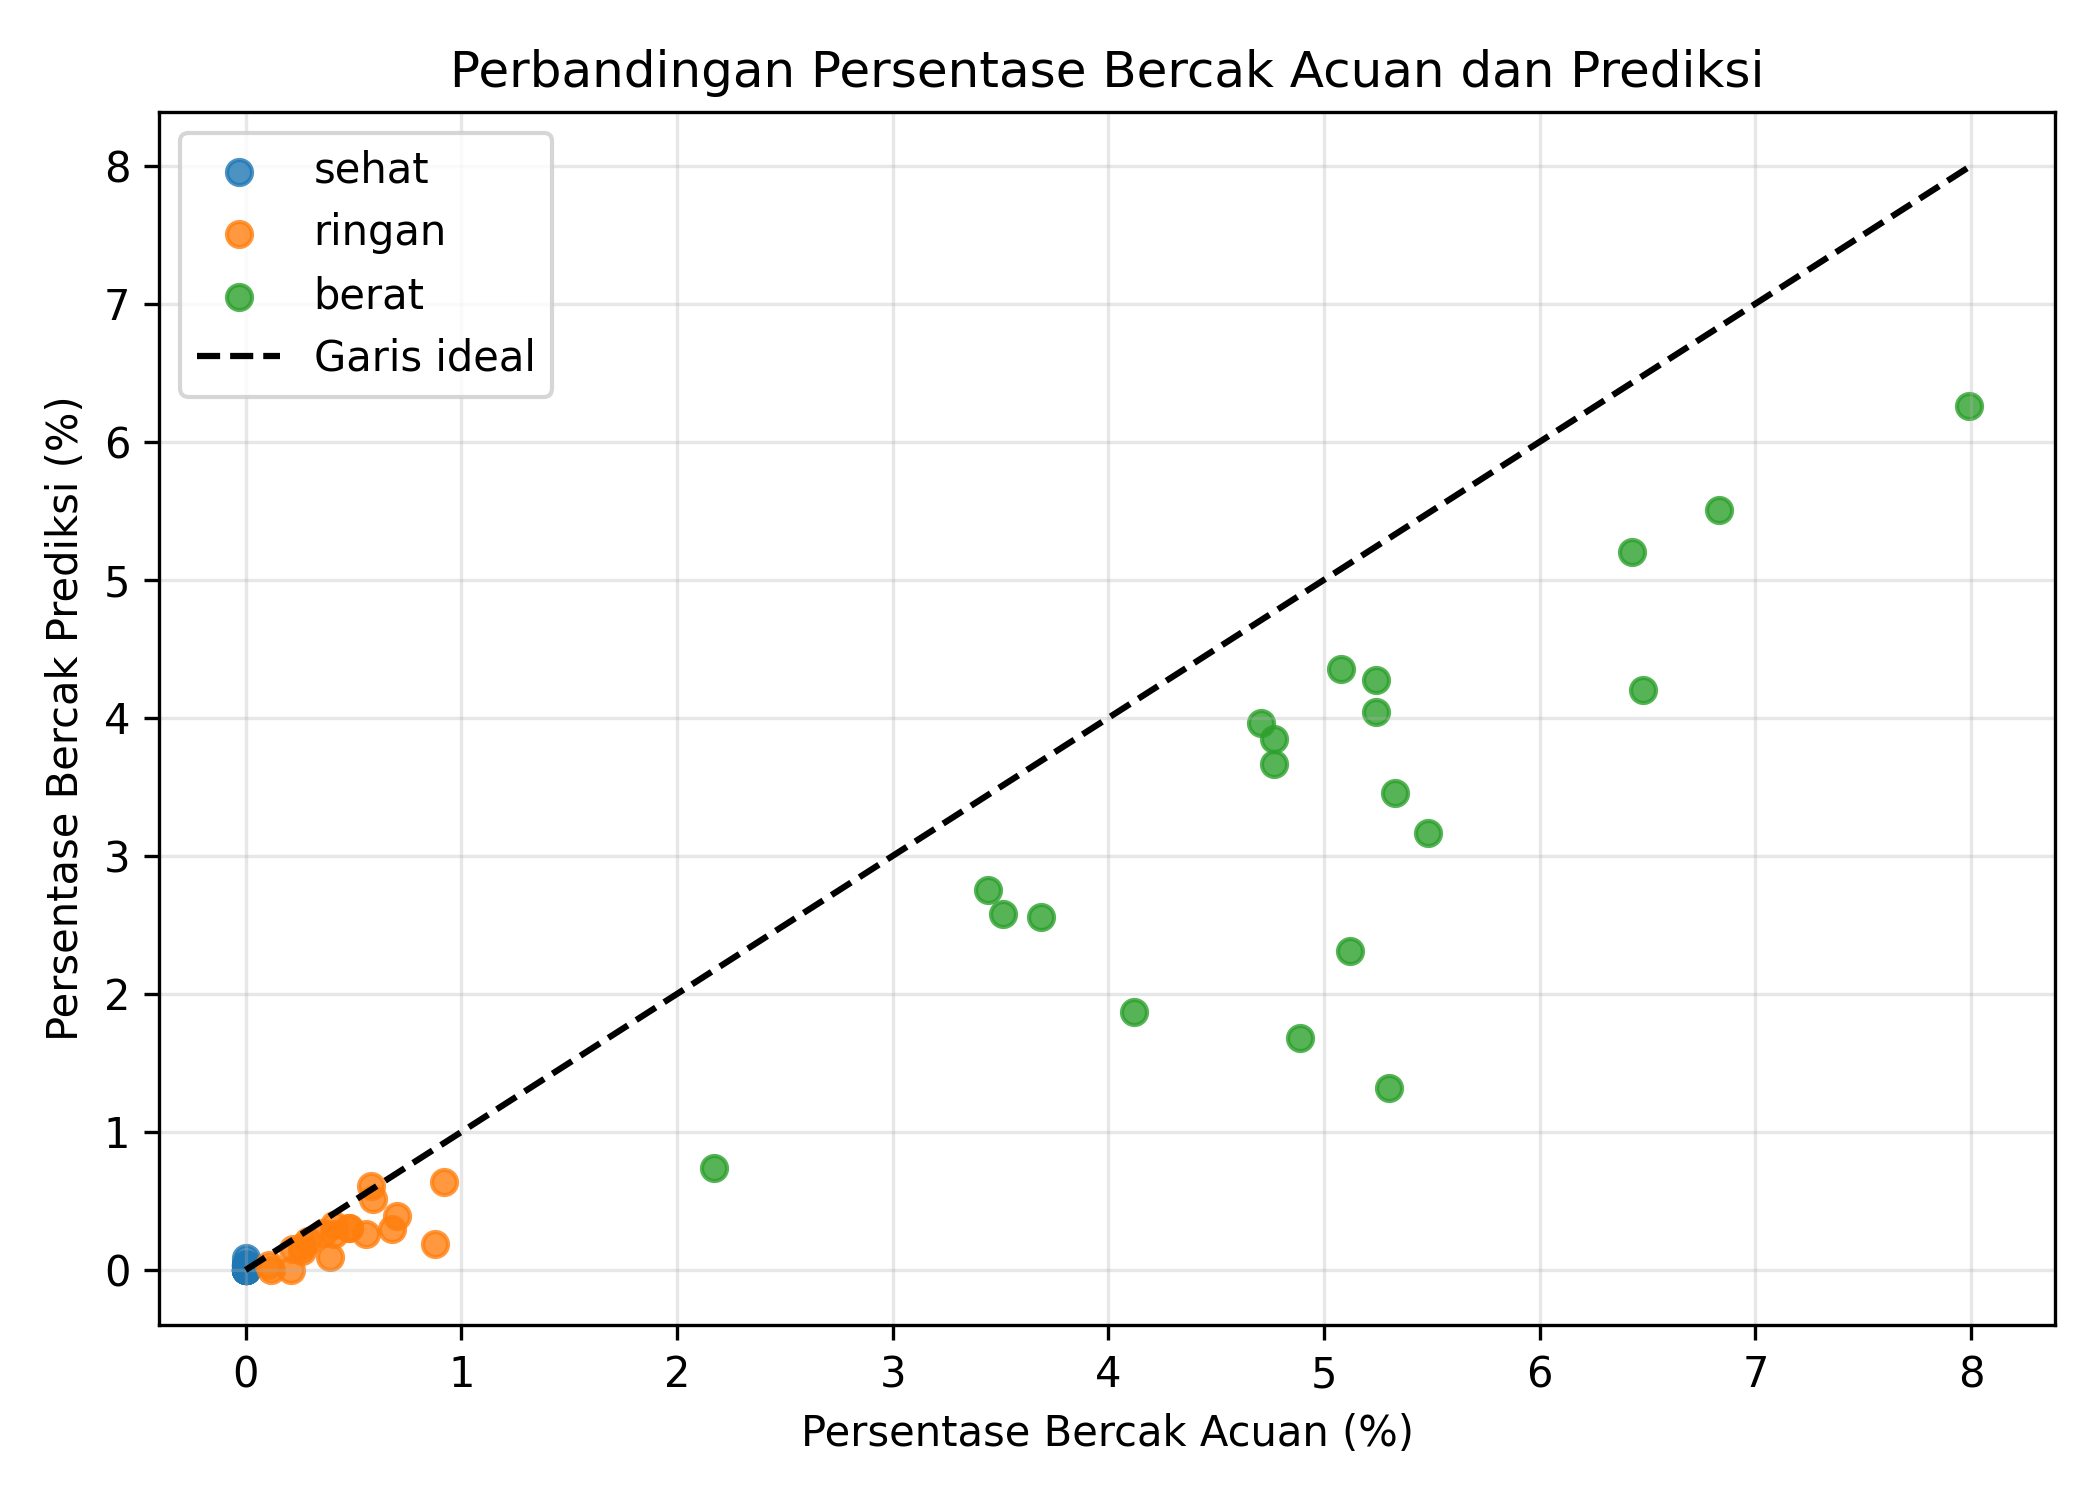 Perbandingan Persentase Bercak Acuan dan Prediksi
sehat
ringan
berat
Garis ideal
Persentase Bercak Prediksi (%)
8
7
6
5
4
3
2
1
0
0 1 2 3 4 5 6 7 8
Persentase Bercak Acuan (%)